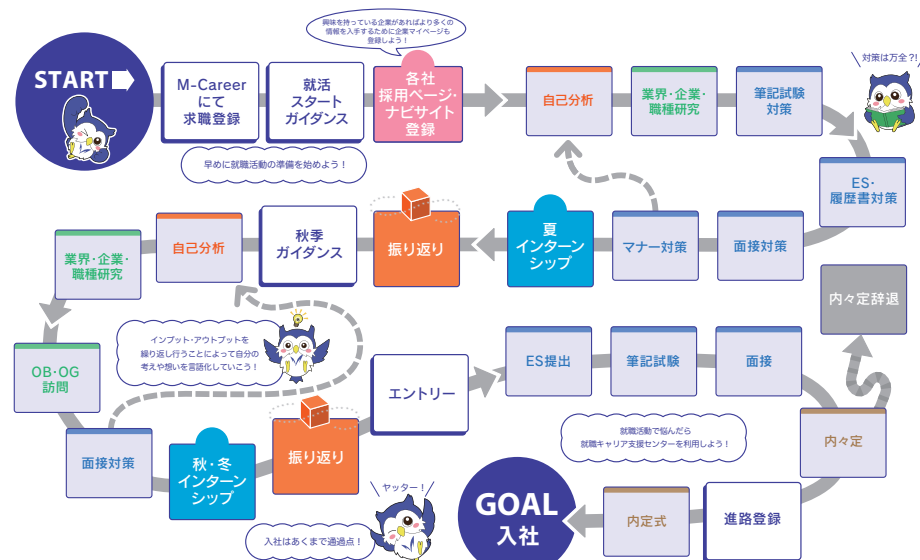 興味を持っている企業があればより多くの
情報を入手するために企業マイページも
登録しよう！
START
M-Career
にて
求職登録
就活
スタート
ガイダンス
各社
採用ページ・
ナビサイト
登録
自己分析
業界・企業・
職種研究
筆記試験
対策
対策は万全？！
早めに就職活動の準備を始めよう！
ES・
履歴書対策
面接対策
マナー対策
夏
インターン
シップ
振り返り
秋季
ガイダンス
自己分析
業界・企業・
職種研究
内々定辞退
インプット・アウトプットを
繰り返し行うことによって自分の
考えや想いを言語化していこう！
OB・OG
訪問
面接対策
秋・冬
インターン
シップ
振り返り
エントリー
ES提出
筆記試験
面接
就職活動で悩んだら
就職キャリア支援センターを利用しよう！
内々定
進路登録
内定式
GOAL
入社
ヤッター！
入社はあくまで通過点！